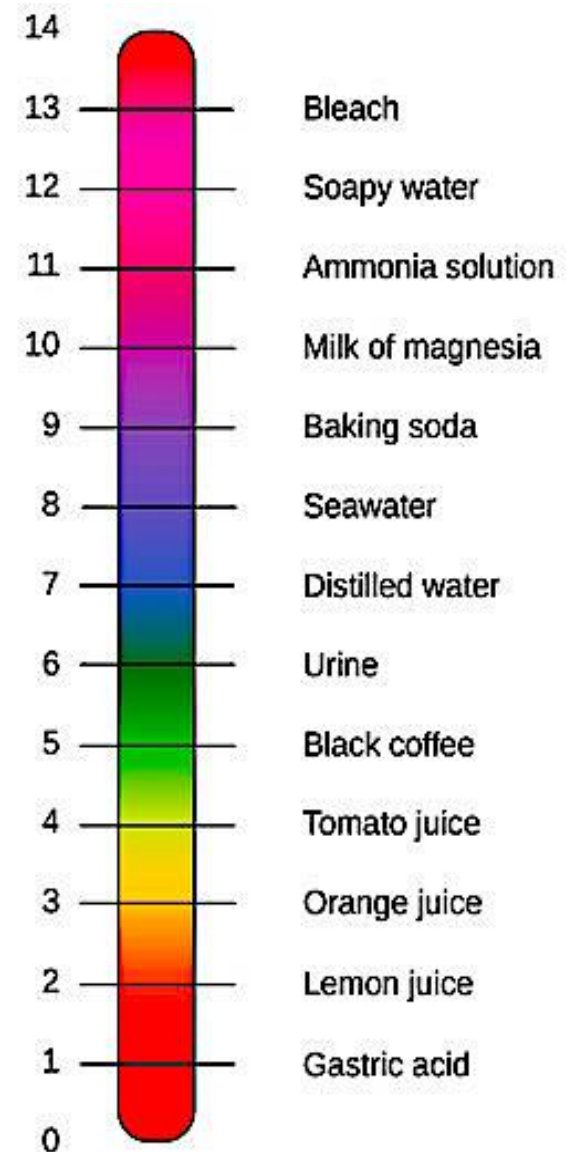 14
13 Bleach
12 Soapy water
11 Ammonia solution
10 Milk of magnesia
9 Baking soda
8 Seawater
7 Distilled water
6 Urine
5 Black coffee
4 Tomato juice
3 Orange juice
2 Lemon juice
1 Gastric acid
0